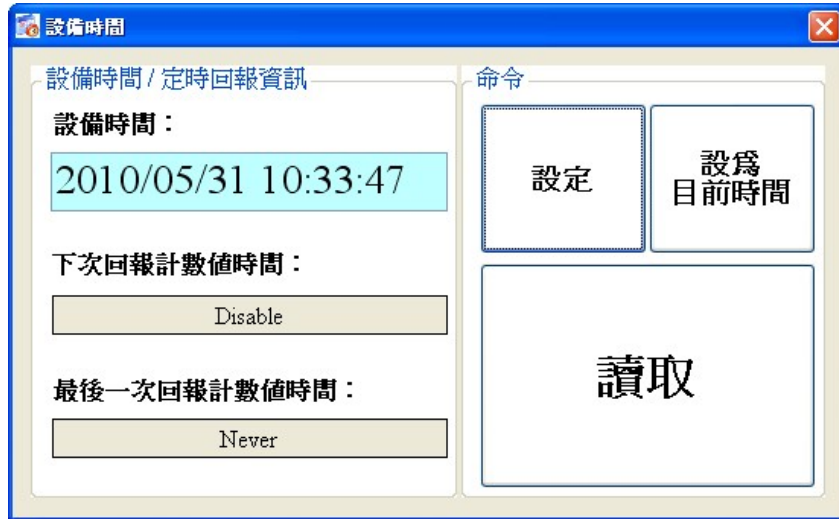 設備時間
設備時間 / 定時回報資訊
設備時間：
2010/05/31 10:33:47
下次回報計數值時間：
Disable
最後一次回報計數值時間：
Never
命令
設定
設為
目前時間
讀取